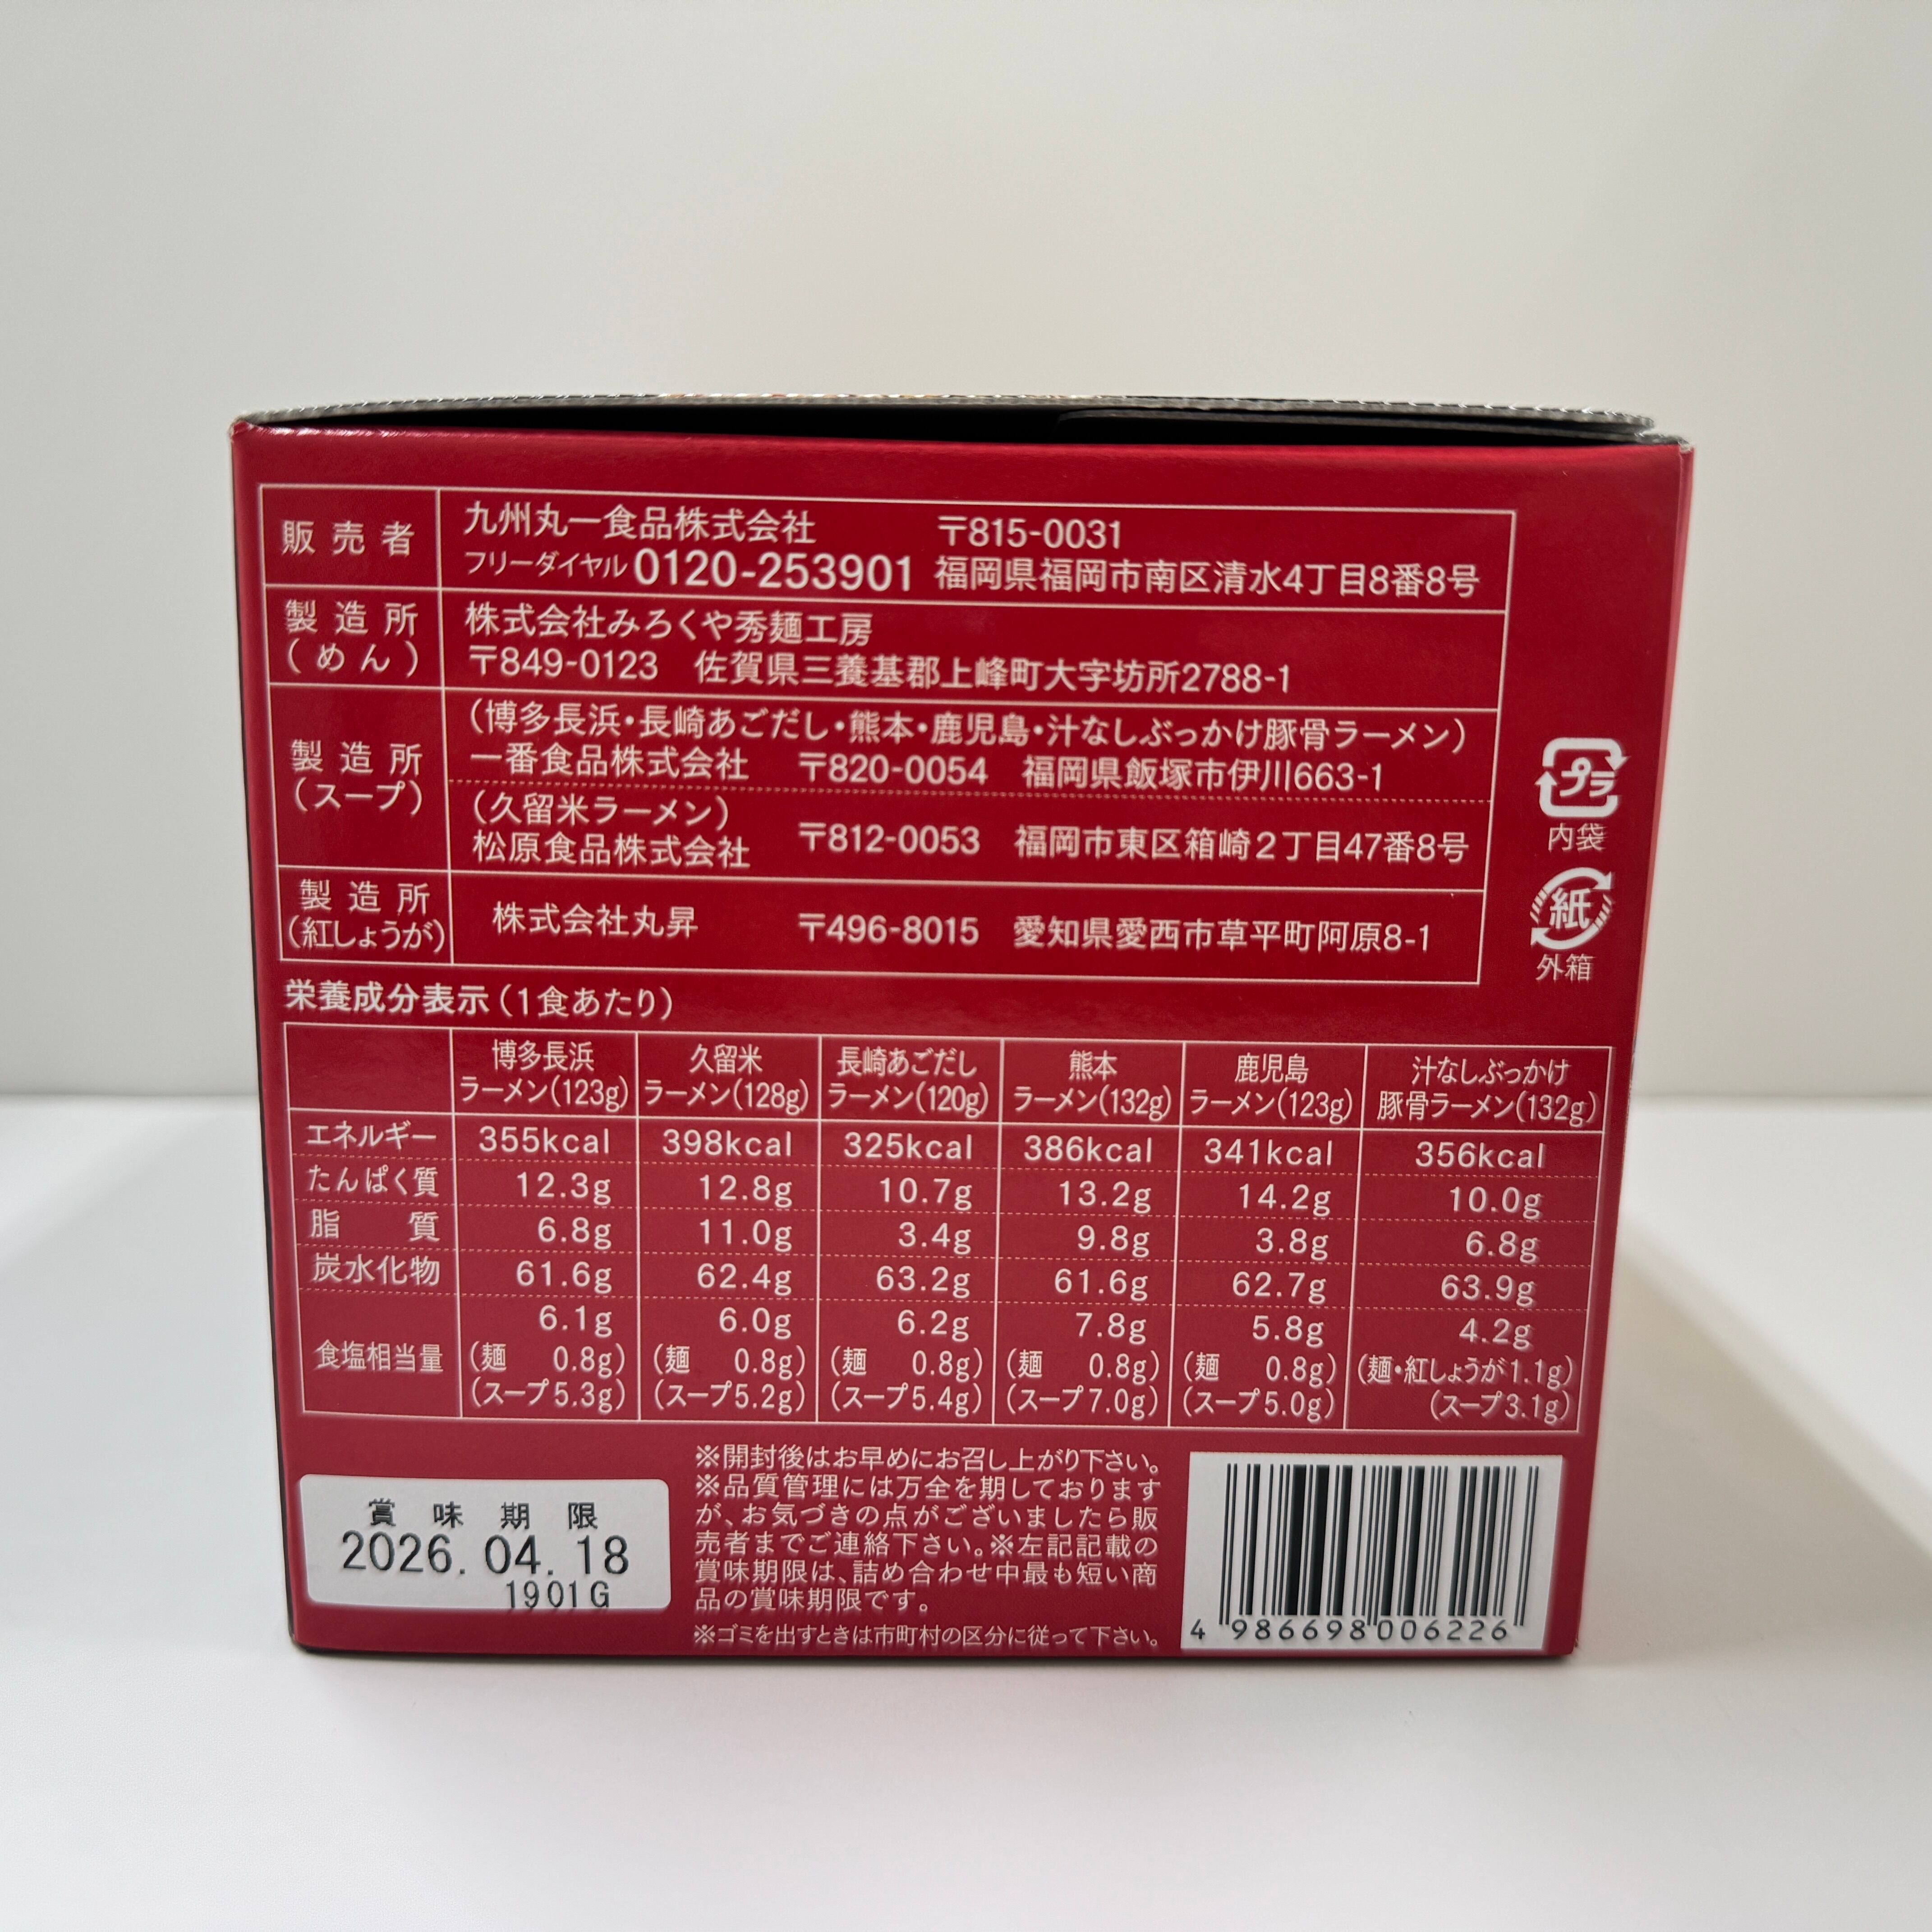 販売者
九州丸一食品株式会社 〒815-0031
フリーダイヤル 0120-253901 福岡県福岡市南区清水4丁目8番8号
製造所
(めん)
株式会社みろくや秀麺工房
〒849-0123 佐賀県三養基郡上峰町大字坊所2788-1
製造所
(スープ)
(博多長浜・長崎あごだし・熊本・鹿児島・汁なしぶっかけ豚骨ラーメン)
一番食品株式会社 〒820-0054 福岡県飯塚市伊川663-1
(久留米ラーメン)
松原食品株式会社 〒812-0053 福岡市東区箱崎2丁目47番8号
製造所
(紅しょうが)
株式会社丸昇 〒496-8015 愛知県愛西市草平町阿原8-1
プラ
内袋
紙
外箱
栄養成分表示(1食あたり)
博多長浜 久留米 長崎あごだし 熊本 鹿児島 汁なしぶっかけ
ラーメン(123g) ラーメン(128g) ラーメン(120g) ラーメン(132g) ラーメン(123g) 豚骨ラーメン(132g)
エネルギー 355kcal 398kcal 325kcal 386kcal 341kcal 356kcal
たんぱく質 12.3g 12.8g 10.7g 13.2g 14.2g 10.0g
脂質 6.8g 11.0g 3.4g 9.8g 3.8g 6.8g
炭水化物 61.6g 62.4g 63.2g 61.6g 62.7g 63.9g
食塩相当量 6.1g 6.0g 6.2g 7.8g 5.8g 4.2g
(麺 0.8g) (麺 0.8g) (麺 0.8g) (麺 0.8g) (麺 0.8g) (麺・紅しょうが1.1g)
(スープ5.3g) (スープ5.2g) (スープ5.4g) (スープ7.0g) (スープ5.0g) (スープ3.1g)
賞味期限
2026.04.18
1901G
※開封後はお早めにお召し上がり下さい。
※品質管理には万全を期しております
が、お気づきの点がございましたら販
売者までご連絡下さい。※左記記載の
賞味期限は、詰め合わせ中最も短い商
品の賞味期限です。
※ゴミを出すときは市町村の区分に従って下さい。
4 986698 006226